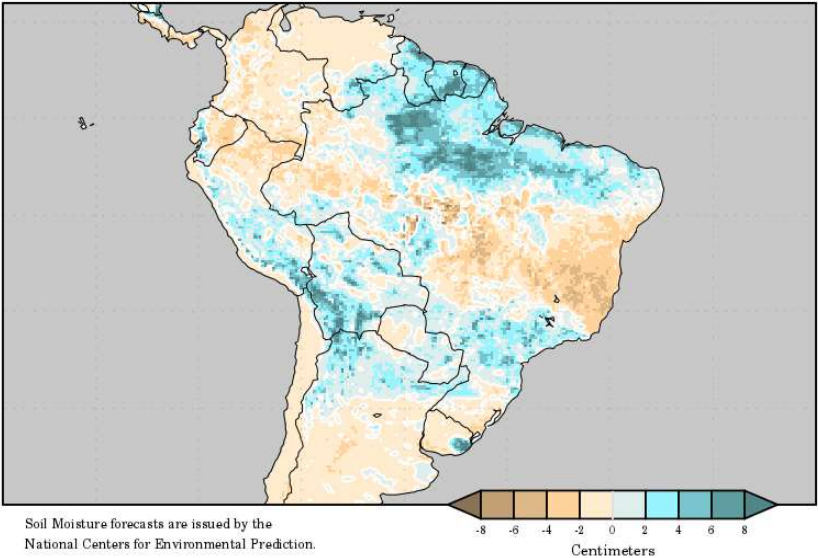 Soil Moisture forecasts are issued by the
National Centers for Environmental Prediction.
-8 -6 -4 -2 0 2 4 6 8
Centimeters